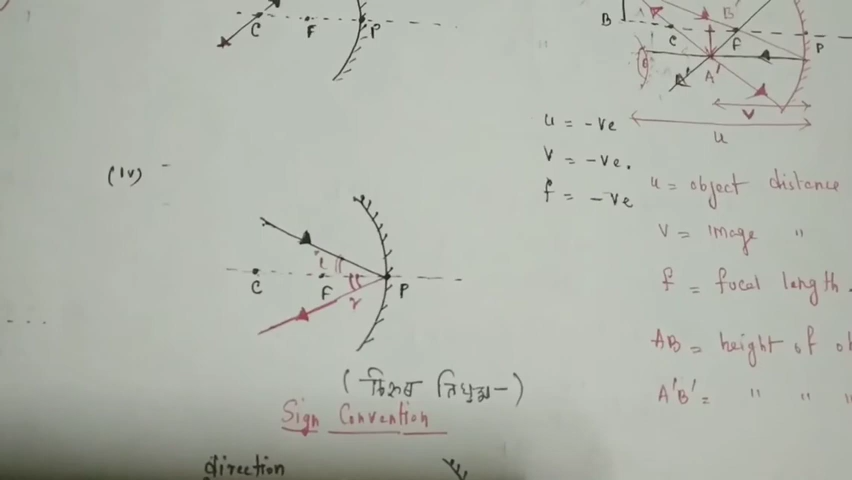 C F P
B C F P
A'
V
u
u = -ve
V = -ve.
f = -ve
u = object distance
V = image "
f = focal length.
AB = height of
A'B' = " " "
(iv)
i
C F P
r
Sign Convention
direction